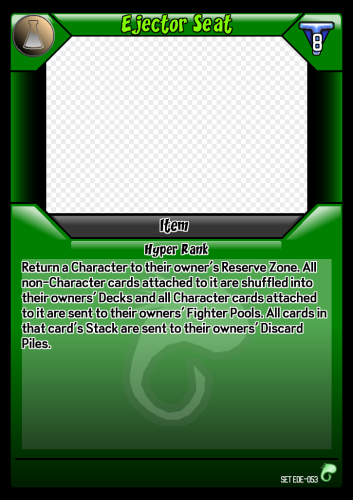 Ejector Seat
8
Item
Hyper Rank
Return a Character to their owner's Reserve Zone. All
non-Character cards attached to it are shuffled into
their owners' Decks and all Character cards attached
to it are sent to their owners' Fighter Pools. All cards in
that card's Stack are sent to their owners' Discard
Piles.
SET EDE-053